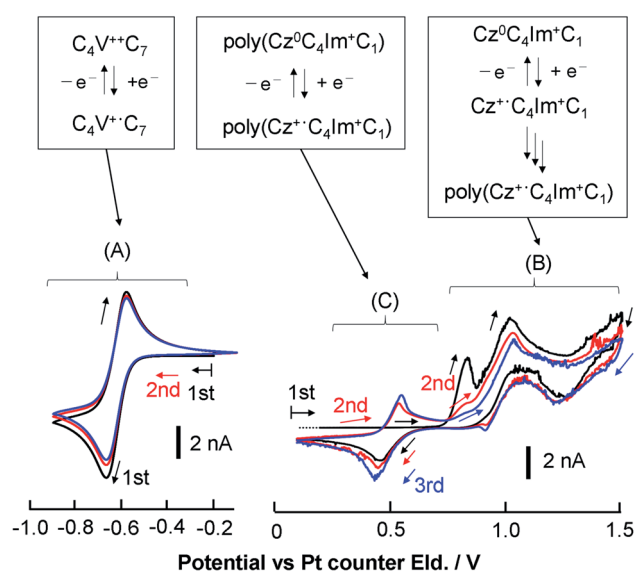 C₄V⁺⁺C₇
− e⁻ +e⁻
C₄V⁺·C₇
poly(Cz⁰C₄Im⁺C₁)
− e⁻ + e⁻
poly(Cz⁺·C₄Im⁺C₁)
Cz⁰C₄Im⁺C₁
− e⁻ + e⁻
Cz⁺·C₄Im⁺C₁
poly(Cz⁺·C₄Im⁺C₁)
(A)
(B)
(C)
2nd
1st
1st
2 nA
1st
2nd
2nd
3rd
2 nA
-1.0 -0.8 -0.6 -0.4 -0.2
0 0.5 1.0 1.5
Potential vs Pt counter Eld. / V